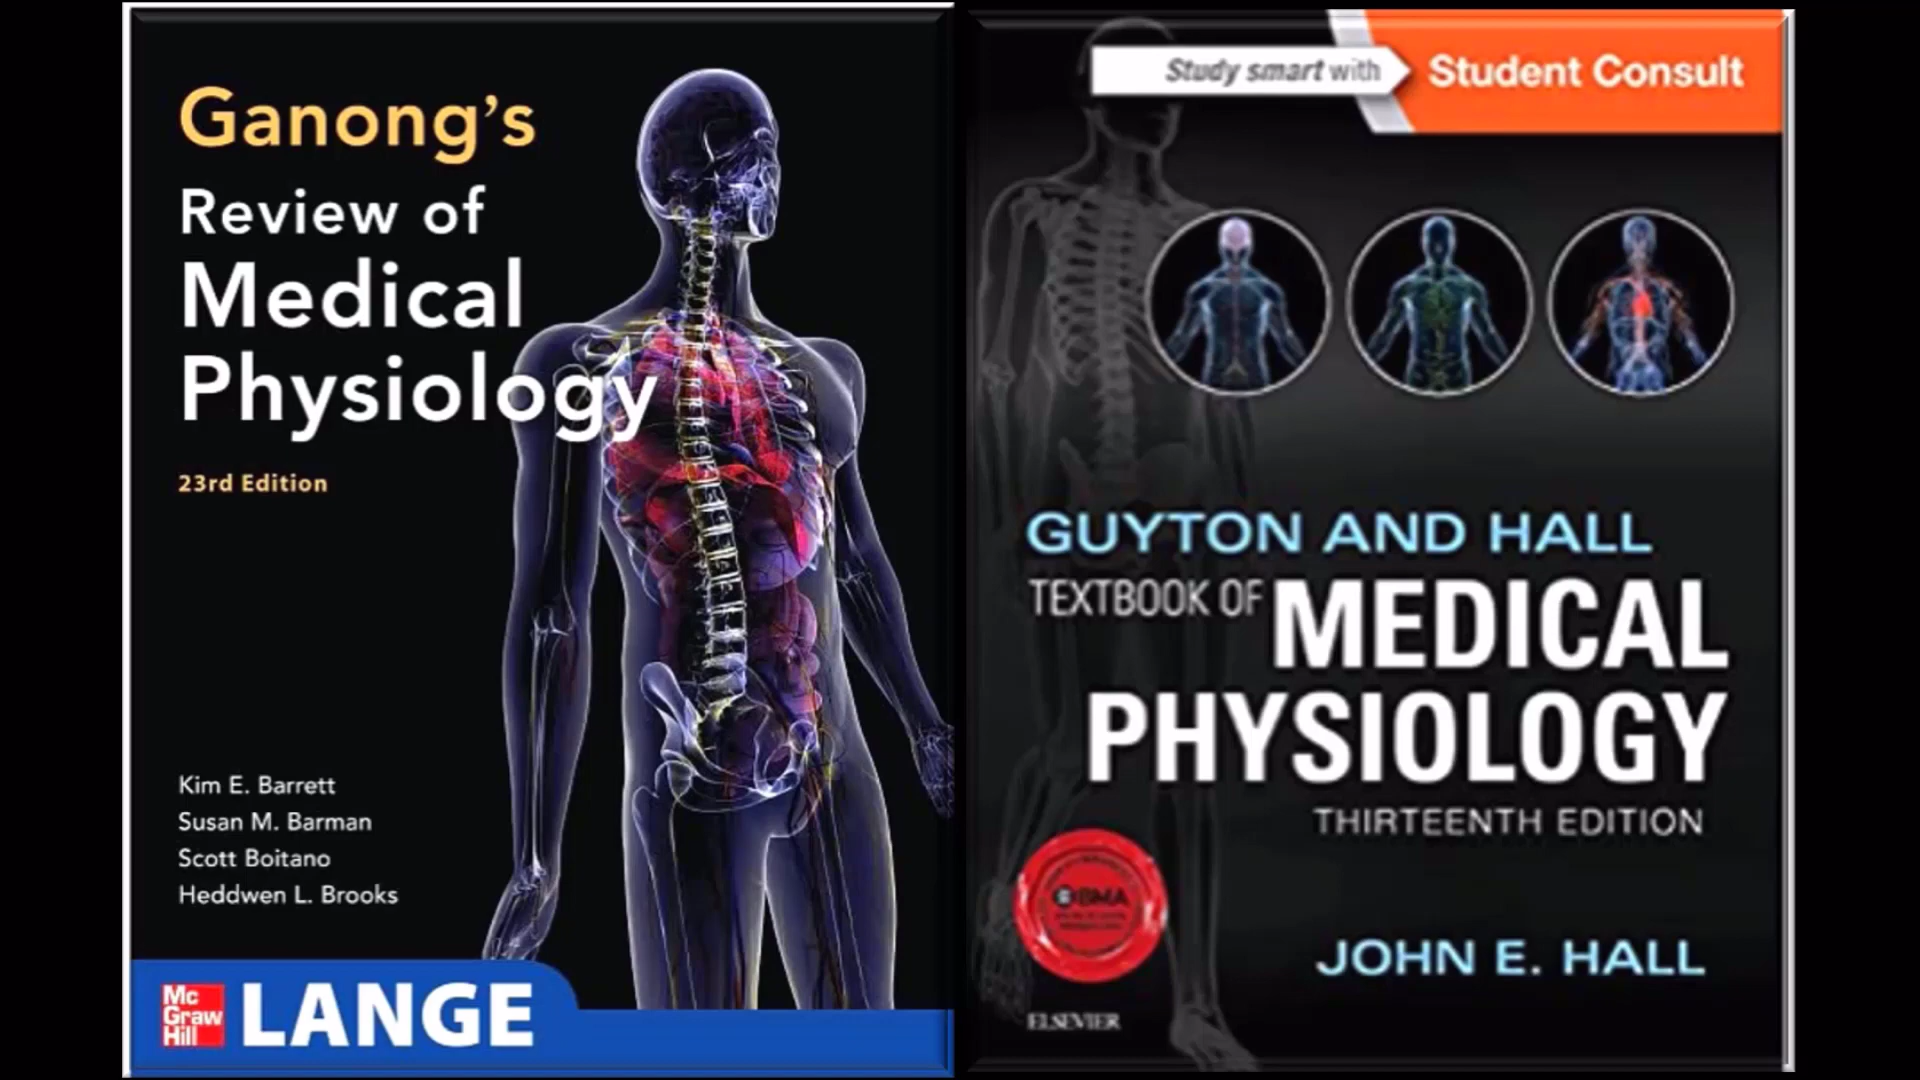 Ganong's
Review of
Medical
Physiology
23rd Edition
Kim E. Barrett
Susan M. Barman
Scott Boitano
Heddwen L. Brooks
Mc
Graw
Hill
LANGE
Study smart with
Student Consult
GUYTON AND HALL
TEXTBOOK OF MEDICAL
PHYSIOLOGY
THIRTEENTH EDITION
BMA
JOHN E. HALL
ELSEVIER